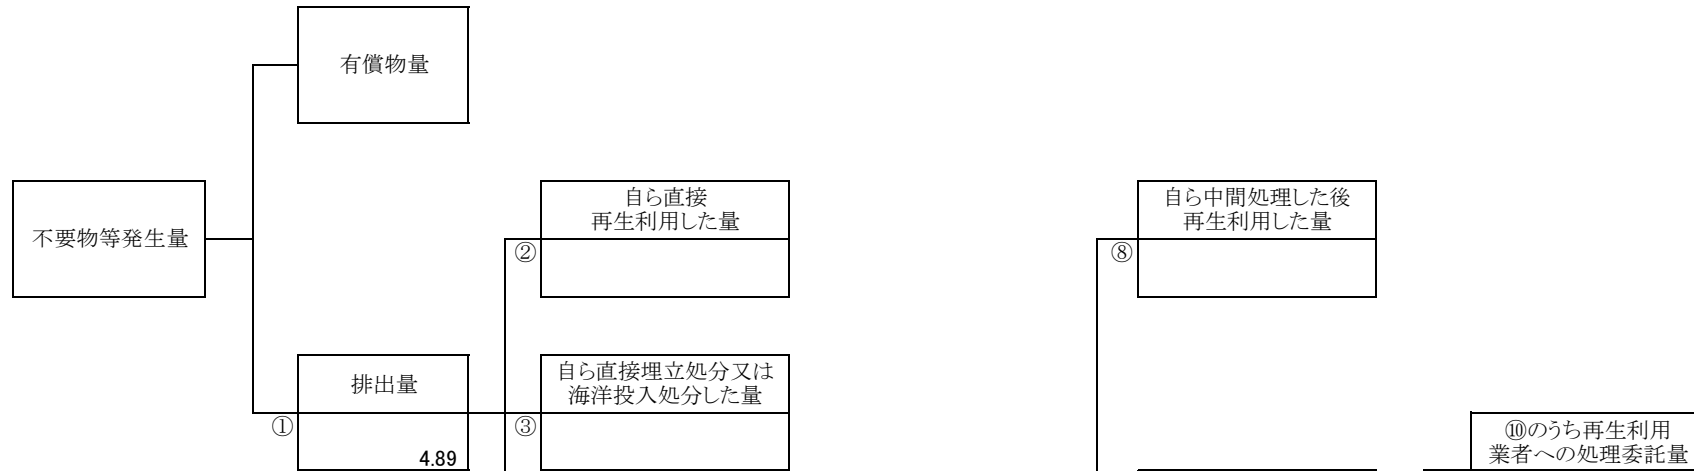 有償物量
不要物等発生量
自ら直接
再生利用した量
②
自ら中間処理した後
再生利用した量
⑧
排出量
①
4.89
自ら直接埋立処分又は
海洋投入処分した量
③
⑩のうち再生利用
業者への処理委託量